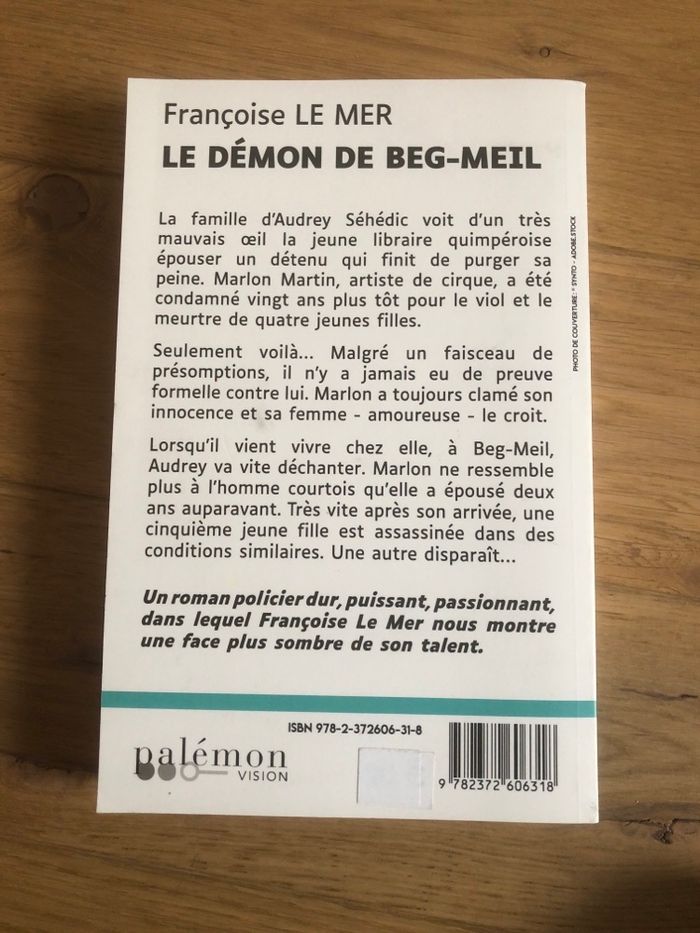 Françoise LE MER
LE DÉMON DE BEG-MEIL
La famille d'Audrey Séhédic voit d'un très
mauvais œil la jeune libraire quimpéroise
épouser un détenu qui finit de purger sa
peine. Marlon Martin, artiste de cirque, a été
condamné vingt ans plus tôt pour le viol et le
meurtre de quatre jeunes filles.
Seulement voilà... Malgré un faisceau de
présomptions, il n'y a jamais eu de preuve
formelle contre lui. Marlon a toujours clamé son
innocence et sa femme - amoureuse - le croit.
Lorsqu'il vient vivre chez elle, à Beg-Meil,
Audrey va vite déchanter. Marlon ne ressemble
plus à l'homme courtois qu'elle a épousé deux
ans auparavant. Très vite après son arrivée, une
cinquième jeune fille est assassinée dans des
conditions similaires. Une autre disparaît...
Un roman policier dur, puissant, passionnant,
dans lequel Françoise Le Mer nous montre
une face plus sombre de son talent.
PHOTO DE COUVERTURE : © SYNTO - ADOBE.STOCK
ISBN 978-2-372606-31-8
palémon
VISION
9 782372 606318